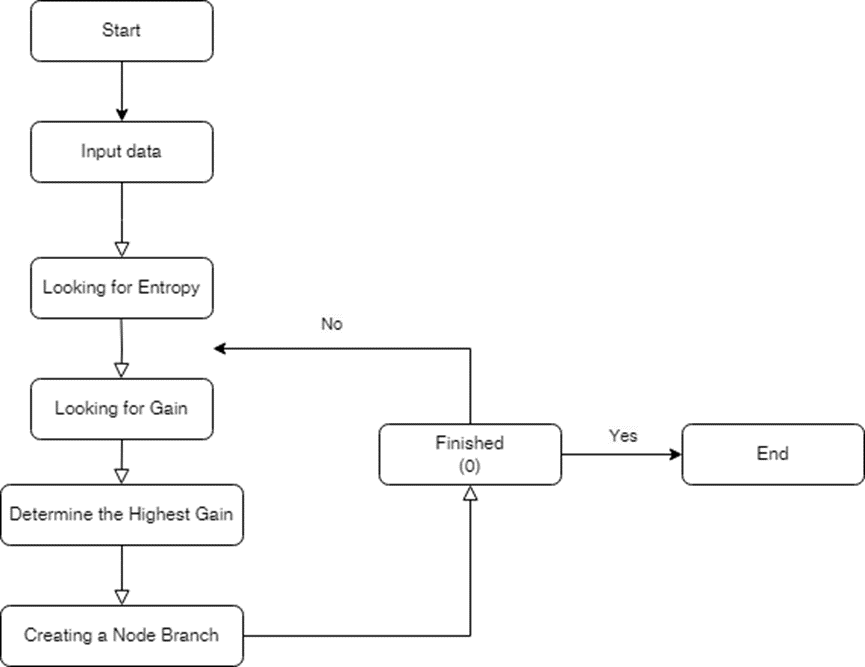 Start
Input data
Looking for Entropy
No
Looking for Gain
Finished
(0)
Yes
End
Determine the Highest Gain
Creating a Node Branch